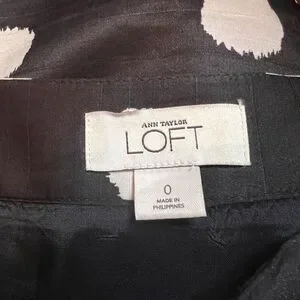 ANN TAYLOR
LOFT
0
MADE IN
PHILIPPINES